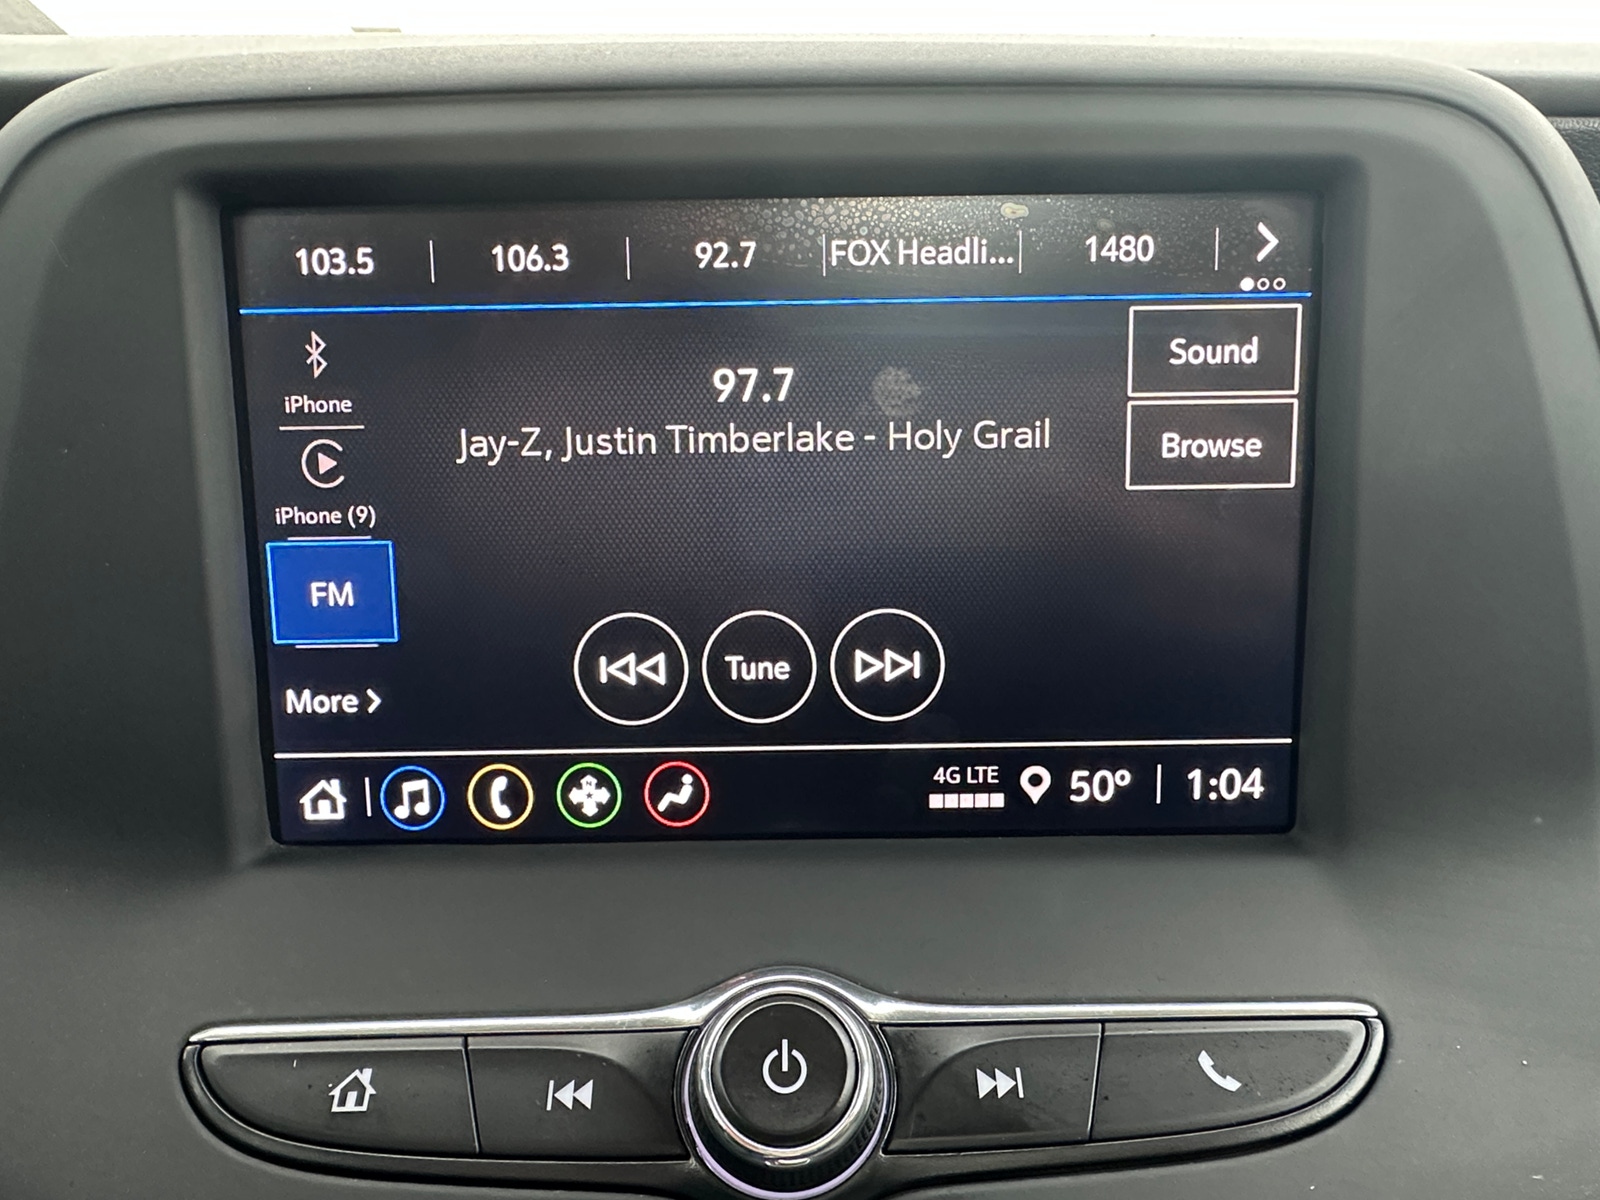 103.5 106.3 92.7 FOX Headli... 1480
iPhone
97.7
Sound
Jay-Z, Justin Timberlake - Holy Grail
Browse
iPhone (9)
FM
Tune
More
4G LTE
50° 1:04